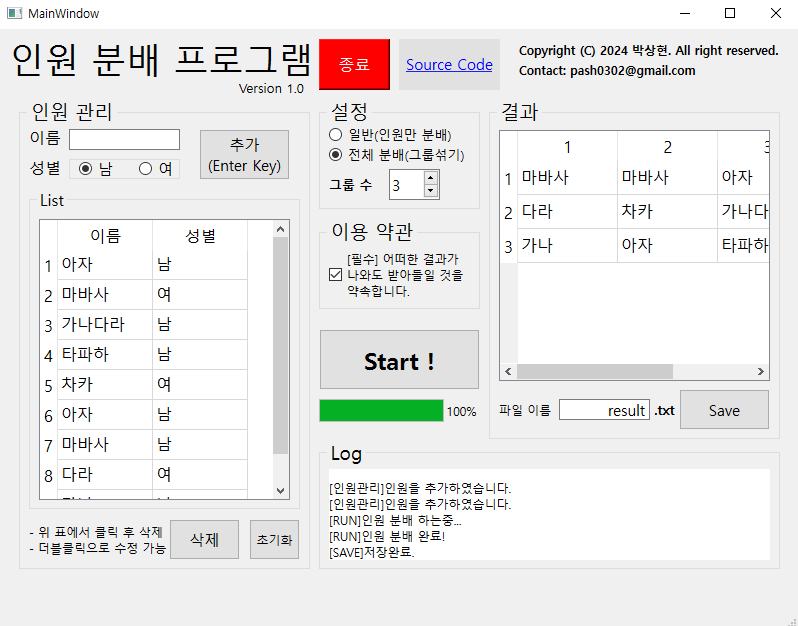 MainWindow
인원 분배 프로그램
Version 1.0
종료
Source Code
Copyright (C) 2024 박상현. All right reserved.
Contact: pash0302@gmail.com
인원 관리
이름
성별
남
여
추가
(Enter Key)
List
이름 성별
1 아자 남
2 마바사 여
3 가나다라 남
4 타파하 남
5 차카 여
6 아자 남
7 마바사 남
8 다라 여
- 위 표에서 클릭 후 삭제
- 더블클릭으로 수정 가능
삭제
초기화
설정
일반(인원만 분배)
전체 분배(그룹섞기)
그룹 수 3
이용 약관
[필수] 어떠한 결과가
나와도 받아들일 것을
약속합니다.
Start !
100%
결과
1 2 3
1 마바사 마바사 아자
2 다라 차카 가나다
3 가나 아자 타파하
파일 이름 result .txt
Save
Log
[인원관리]인원을 추가하였습니다.
[인원관리]인원을 추가하였습니다.
[RUN]인원 분배 하는중...
[RUN]인원 분배 완료!
[SAVE]저장완료.